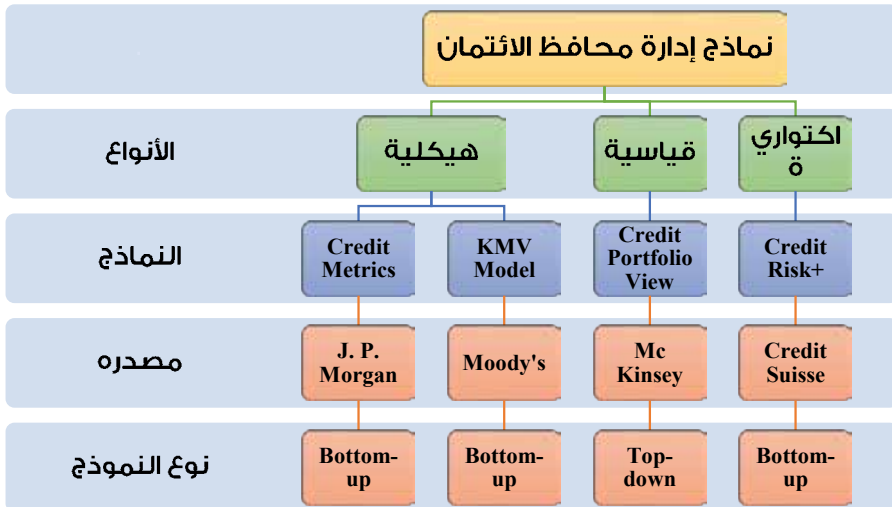 نماذج إدارة محافظ الائتمان
الأنواع
هيكلية
قياسية
اكتواري
ة
النماذج
Credit
Metrics
KMV
Model
Credit
Portfolio
View
Credit
Risk+
مصدره
J. P.
Morgan
Moody's
Mc
Kinsey
Credit
Suisse
نوع النموذج
Bottom-
up
Bottom-
up
Top-
down
Bottom-
up